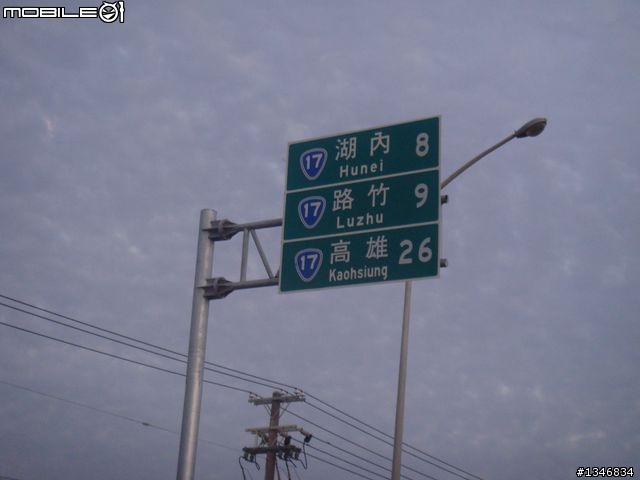 MOBILE01
17 湖內 8
Hunei
17 路竹 9
Luzhu
17 高雄 26
Kaohsiung
#1346834